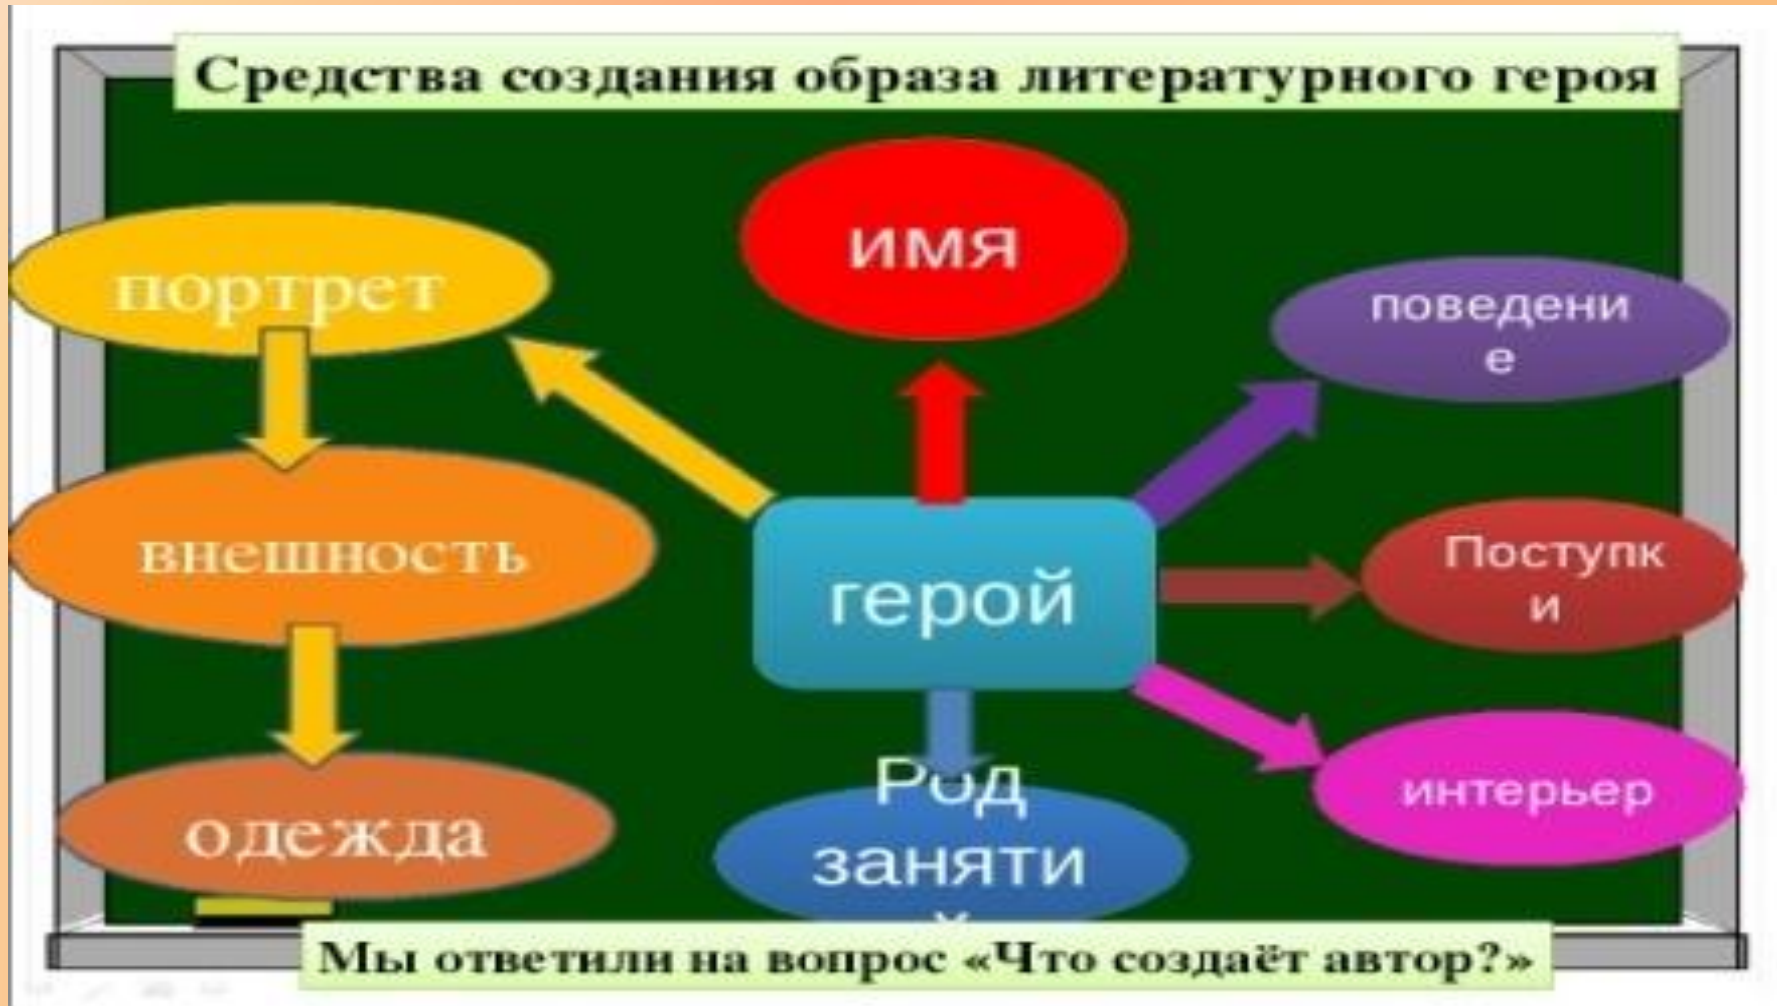 Средства создания образа литературного героя
имя
портрет
поведени
е
внешность
герой
Поступк
и
Род
заняти
й
интерьер
одежда
Мы ответили на вопрос «Что создаёт автор?»